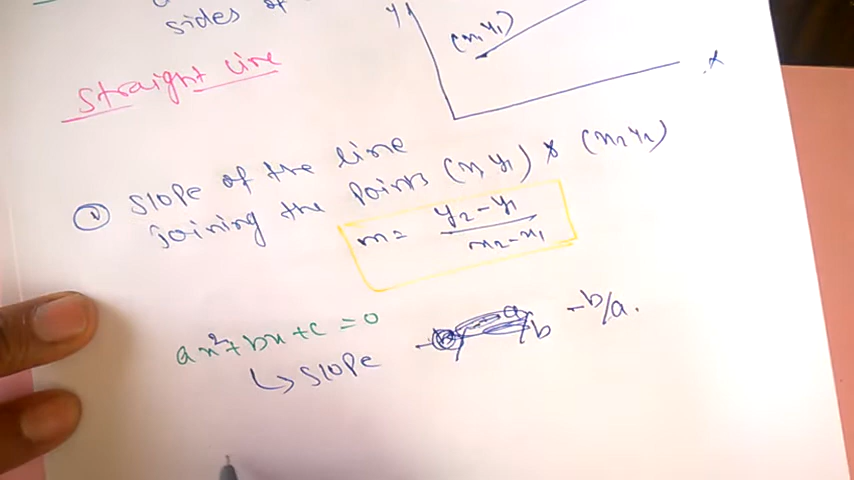 sides of
y
(x1 y1)
x
Straight line
① Slope of the line
joining the points (x1 y1) & (x2 y2)
m = y2-y1 / x2-x1
ax²+bx+c=0
↳ slope -b/a.